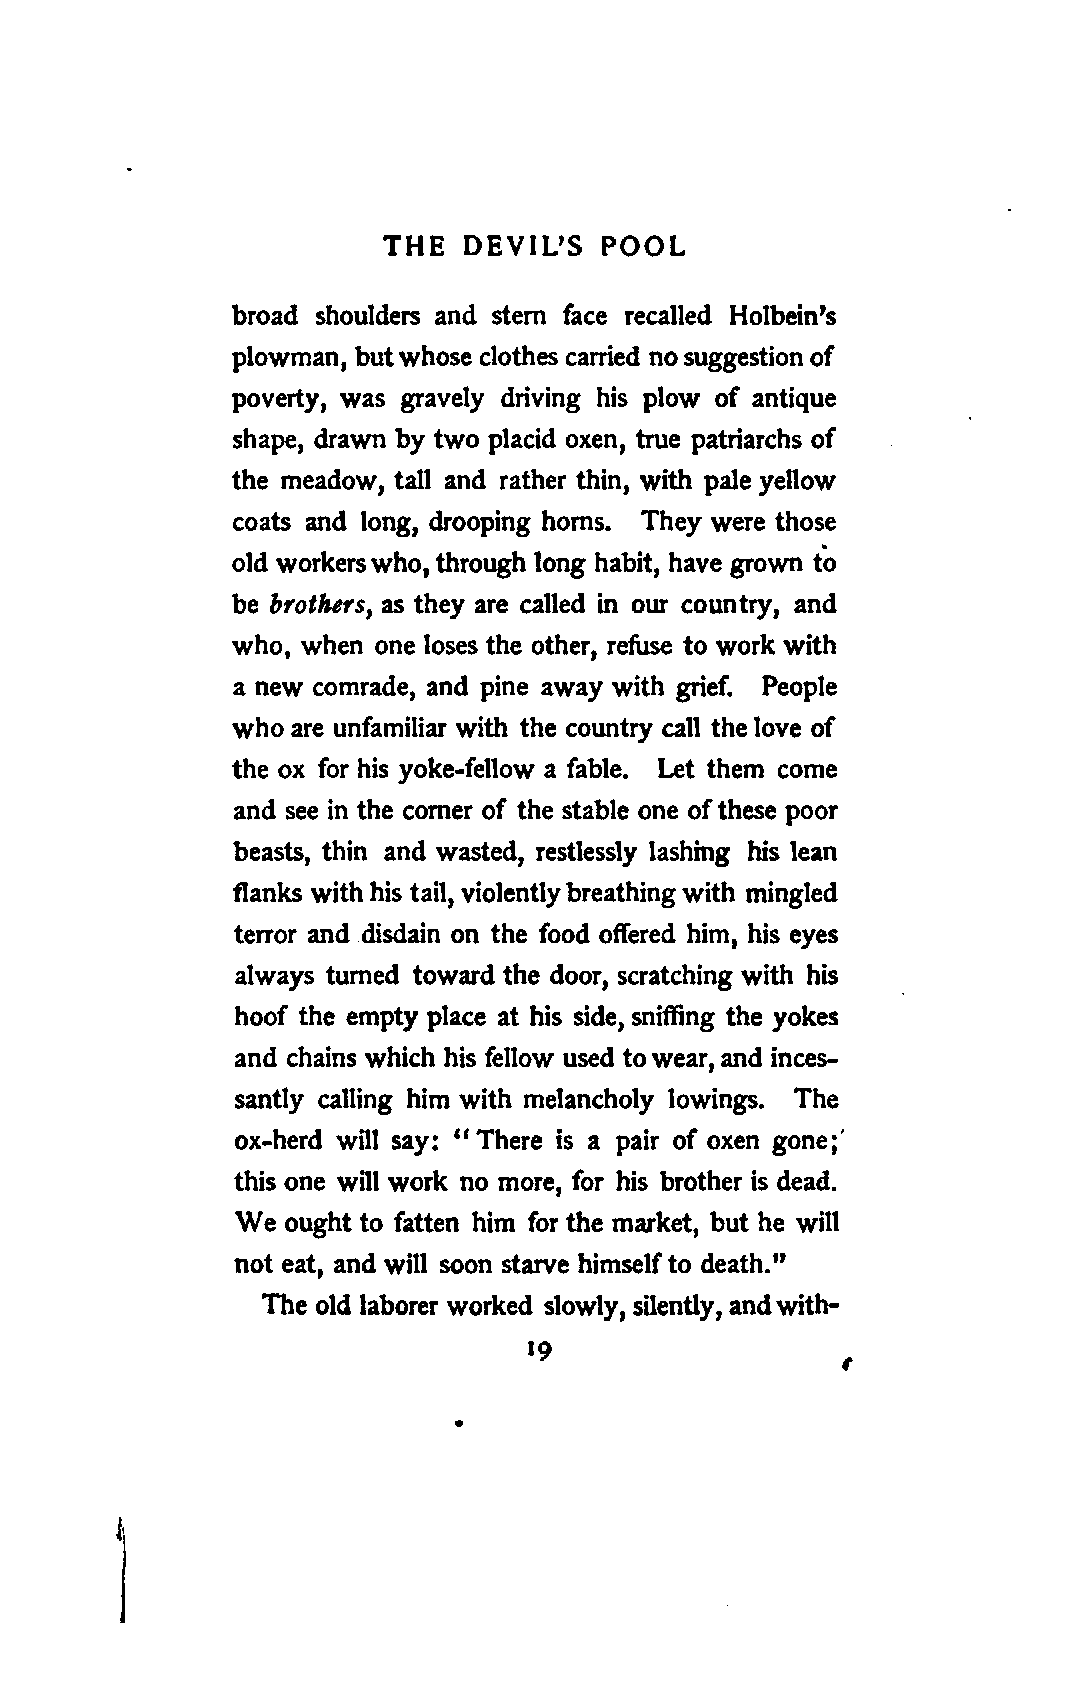 THE DEVIL'S POOL
broad shoulders and stern face recalled Holbein's
plowman, but whose clothes carried no suggestion of
poverty, was gravely driving his plow of antique
shape, drawn by two placid oxen, true patriarchs of
the meadow, tall and rather thin, with pale yellow
coats and long, drooping horns. They were those
old workers who, through long habit, have grown to
be brothers, as they are called in our country, and
who, when one loses the other, refuse to work with
a new comrade, and pine away with grief. People
who are unfamiliar with the country call the love of
the ox for his yoke-fellow a fable. Let them come
and see in the corner of the stable one of these poor
beasts, thin and wasted, restlessly lashing his lean
flanks with his tail, violently breathing with mingled
terror and disdain on the food offered him, his eyes
always turned toward the door, scratching with his
hoof the empty place at his side, sniffing the yokes
and chains which his fellow used to wear, and inces-
santly calling him with melancholy lowings. The
ox-herd will say: "There is a pair of oxen gone;
this one will work no more, for his brother is dead.
We ought to fatten him for the market, but he will
not eat, and will soon starve himself to death."
The old laborer worked slowly, silently, and with-
19